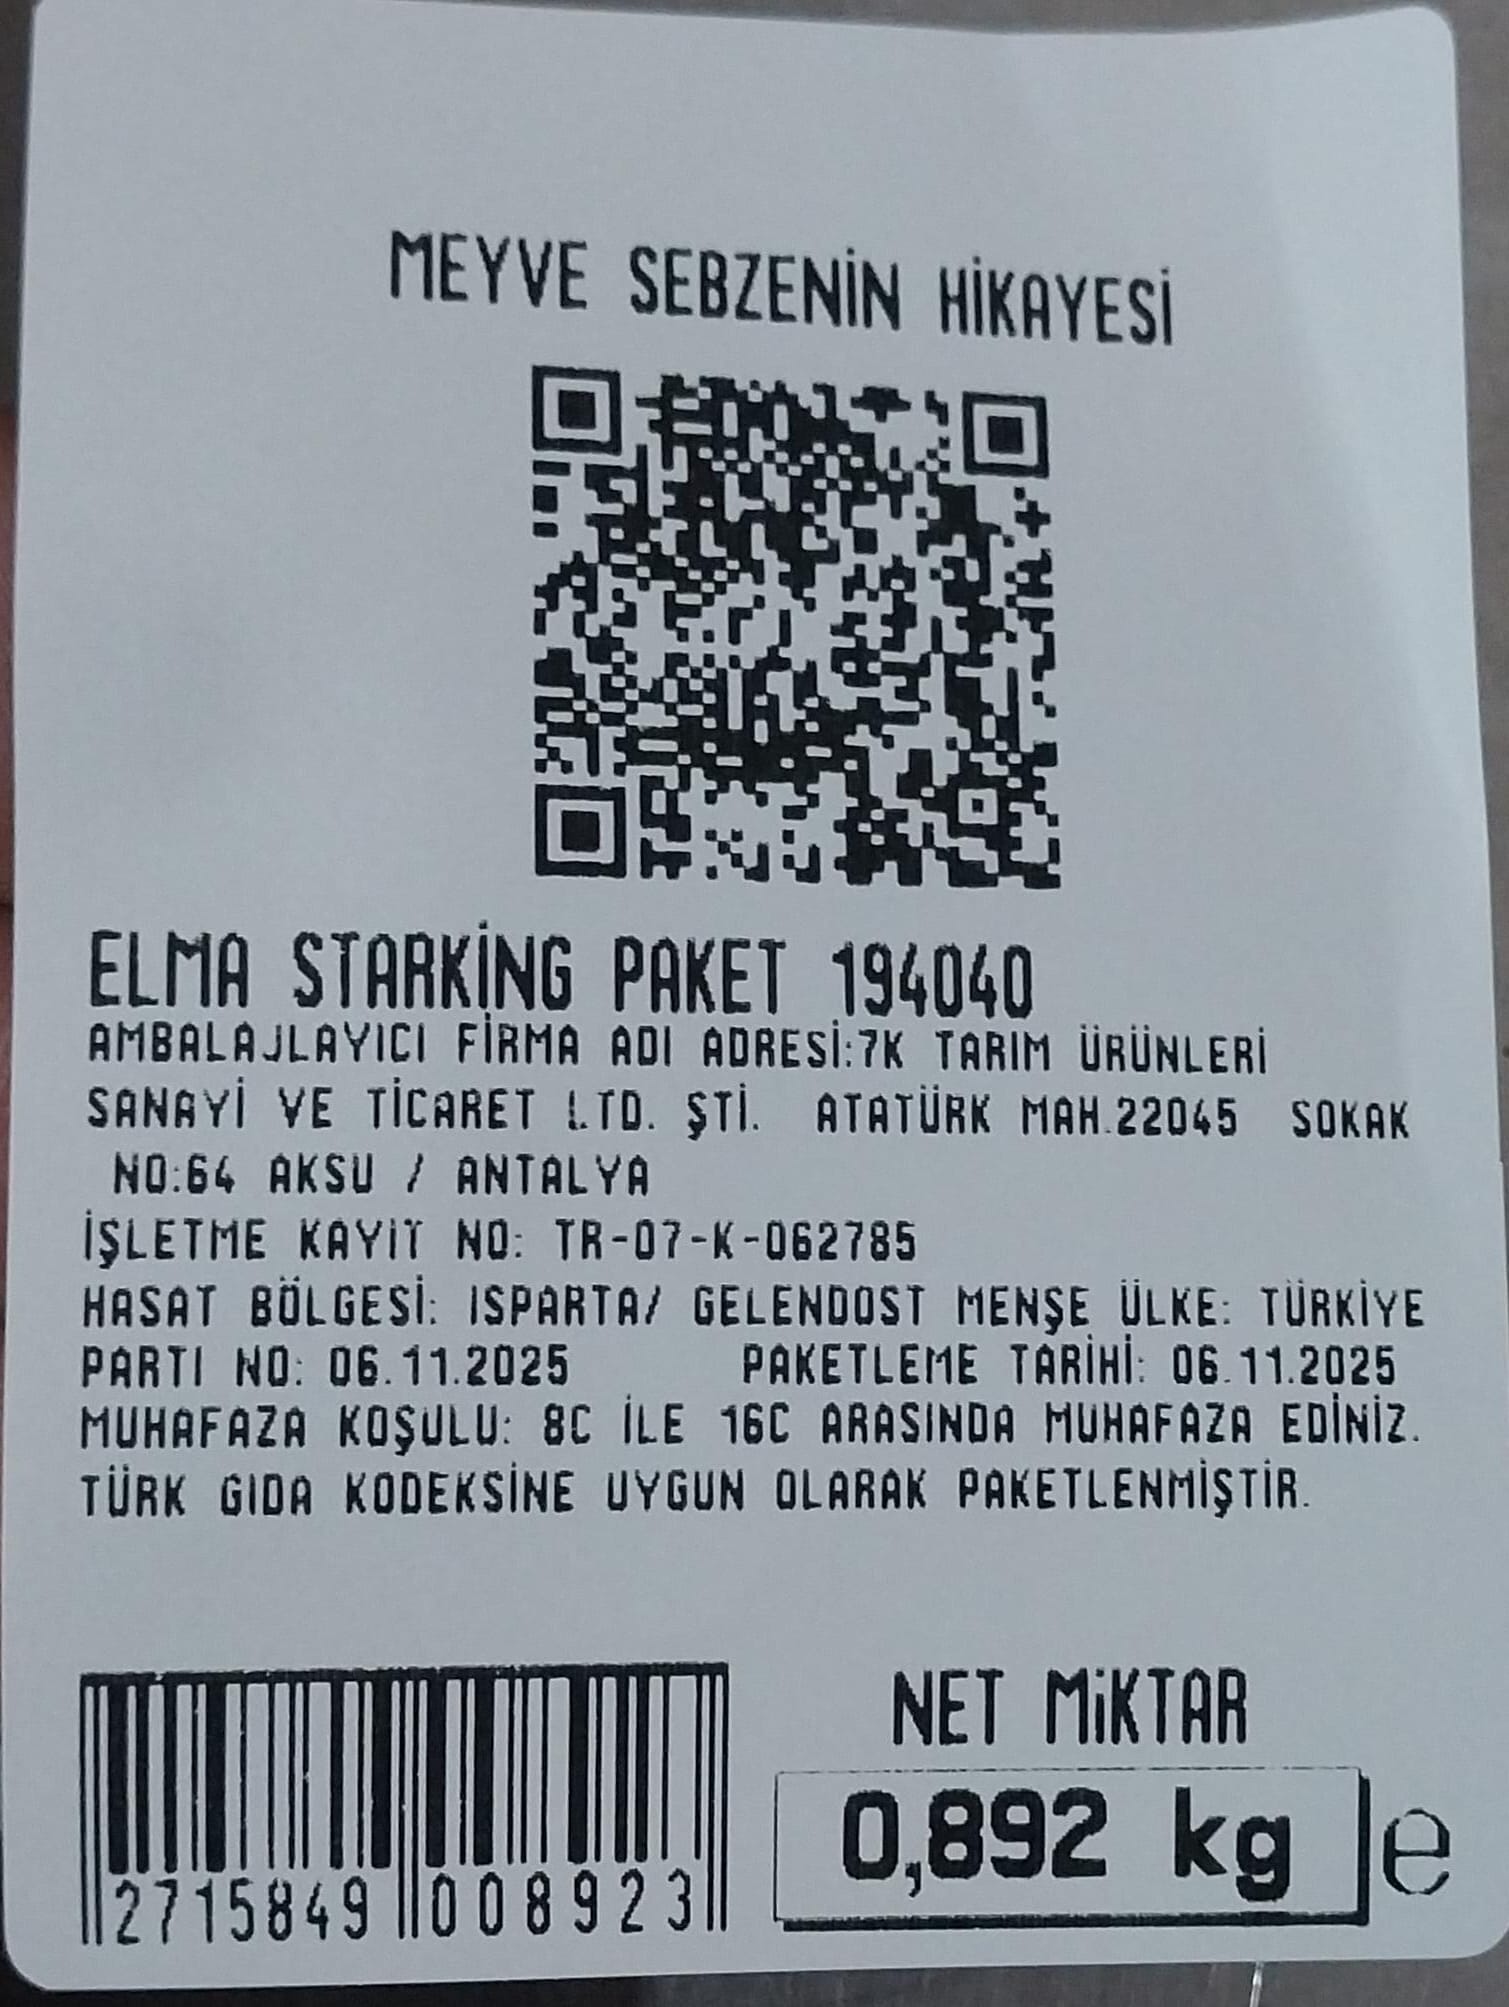 MEYVE SEBZENİN HİKAYESİ
ELMA STARKİNG PAKET 194040
AMBALAJLAYICI FİRMA ADI ADRESİ:7K TARIM ÜRÜNLERİ
SANAYİ VE TİCARET LTD. ŞTİ. ATATÜRK MAH.22045 SOKAK
NO:64 AKSU / ANTALYA
İŞLETME KAYIT NO: TR-07-K-062785
HASAT BÖLGESİ: ISPARTA/ GELENDOST MENŞE ÜLKE: TÜRKİYE
PARTI NO: 06.11.2025 PAKETLEME TARİHİ: 06.11.2025
MUHAFAZA KOŞULU: 8C İLE 16C ARASINDA MUHAFAZA EDİNİZ.
TÜRK GIDA KODEKSİNE UYGUN OLARAK PAKETLENMİŞTİR.
NET MiKTAR
0,892 kg e
2715849 008923